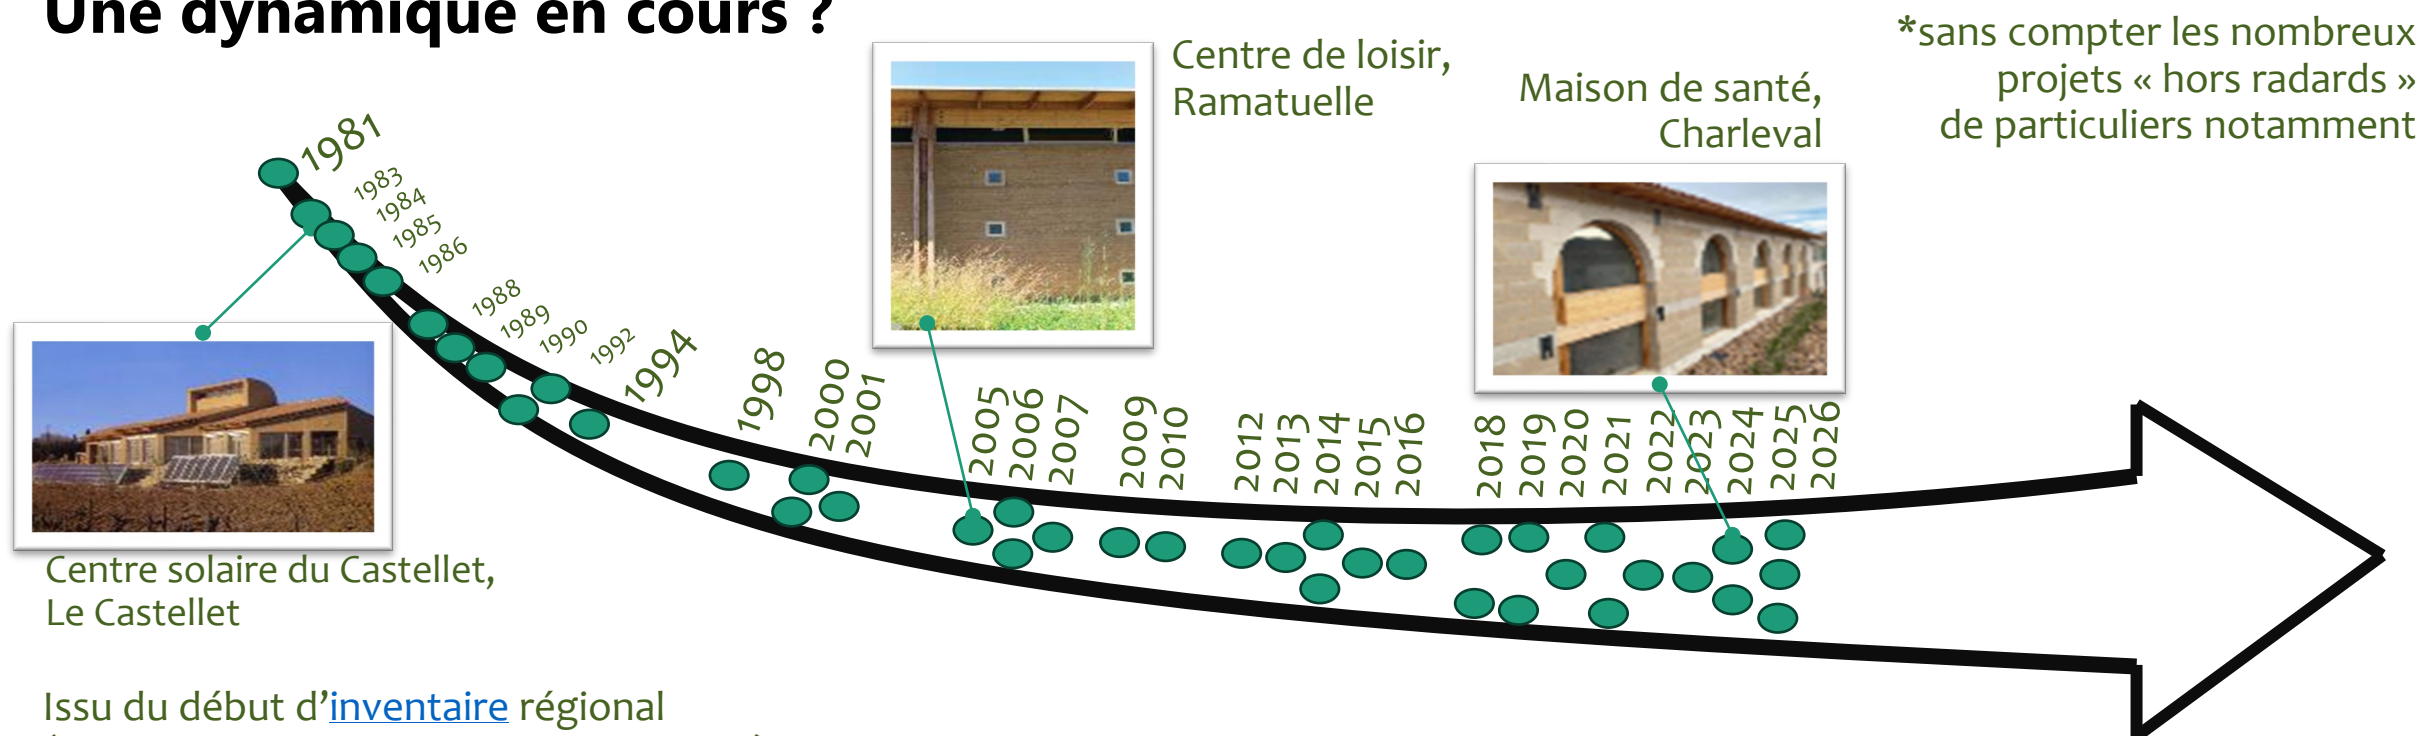 Une dynamique en cours ?
*sans compter les nombreux
projets « hors radards »
de particuliers notamment
Centre de loisir,
Ramatuelle
Maison de santé,
Charleval
1981
1983
1984
1985
1986
1988
1989
1990
1992
1994
1998
2000
2001
2005
2006
2007
2009
2010
2012
2013
2014
2015
2016
2018
2019
2020
2021
2022
2023
2024
2025
2026
Centre solaire du Castellet,
Le Castellet
Issu du début d’inventaire régional